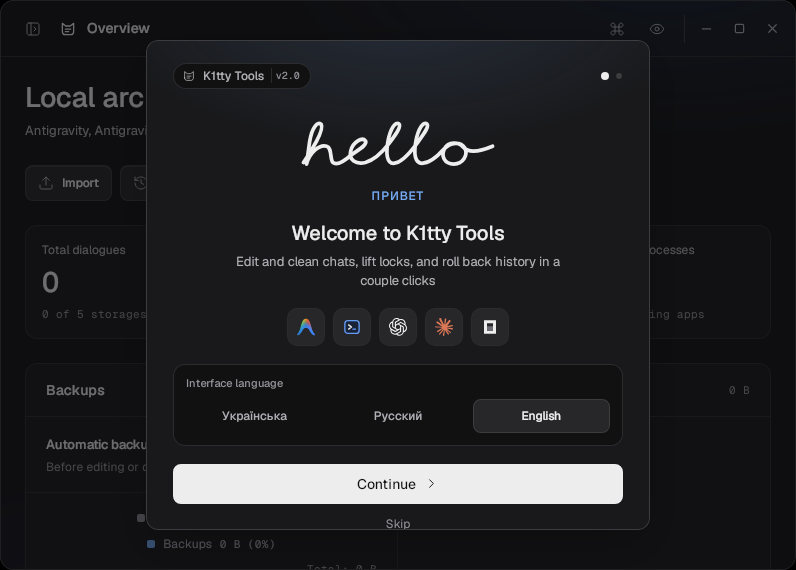 Overview
Local arc
Antigravity, Antigravi
Import
Total dialogues
0
0 of 5 storages
ocesses
ing apps
Backups
0 B
Automatic backu
Before editing or c
Backups 0 B (0%)
Total: 0 B
K1tty Tools v2.0
hello
ПРИВЕТ
Welcome to K1tty Tools
Edit and clean chats, lift locks, and roll back history in a
couple clicks
Interface language
Українська Русский English
Continue
Skip